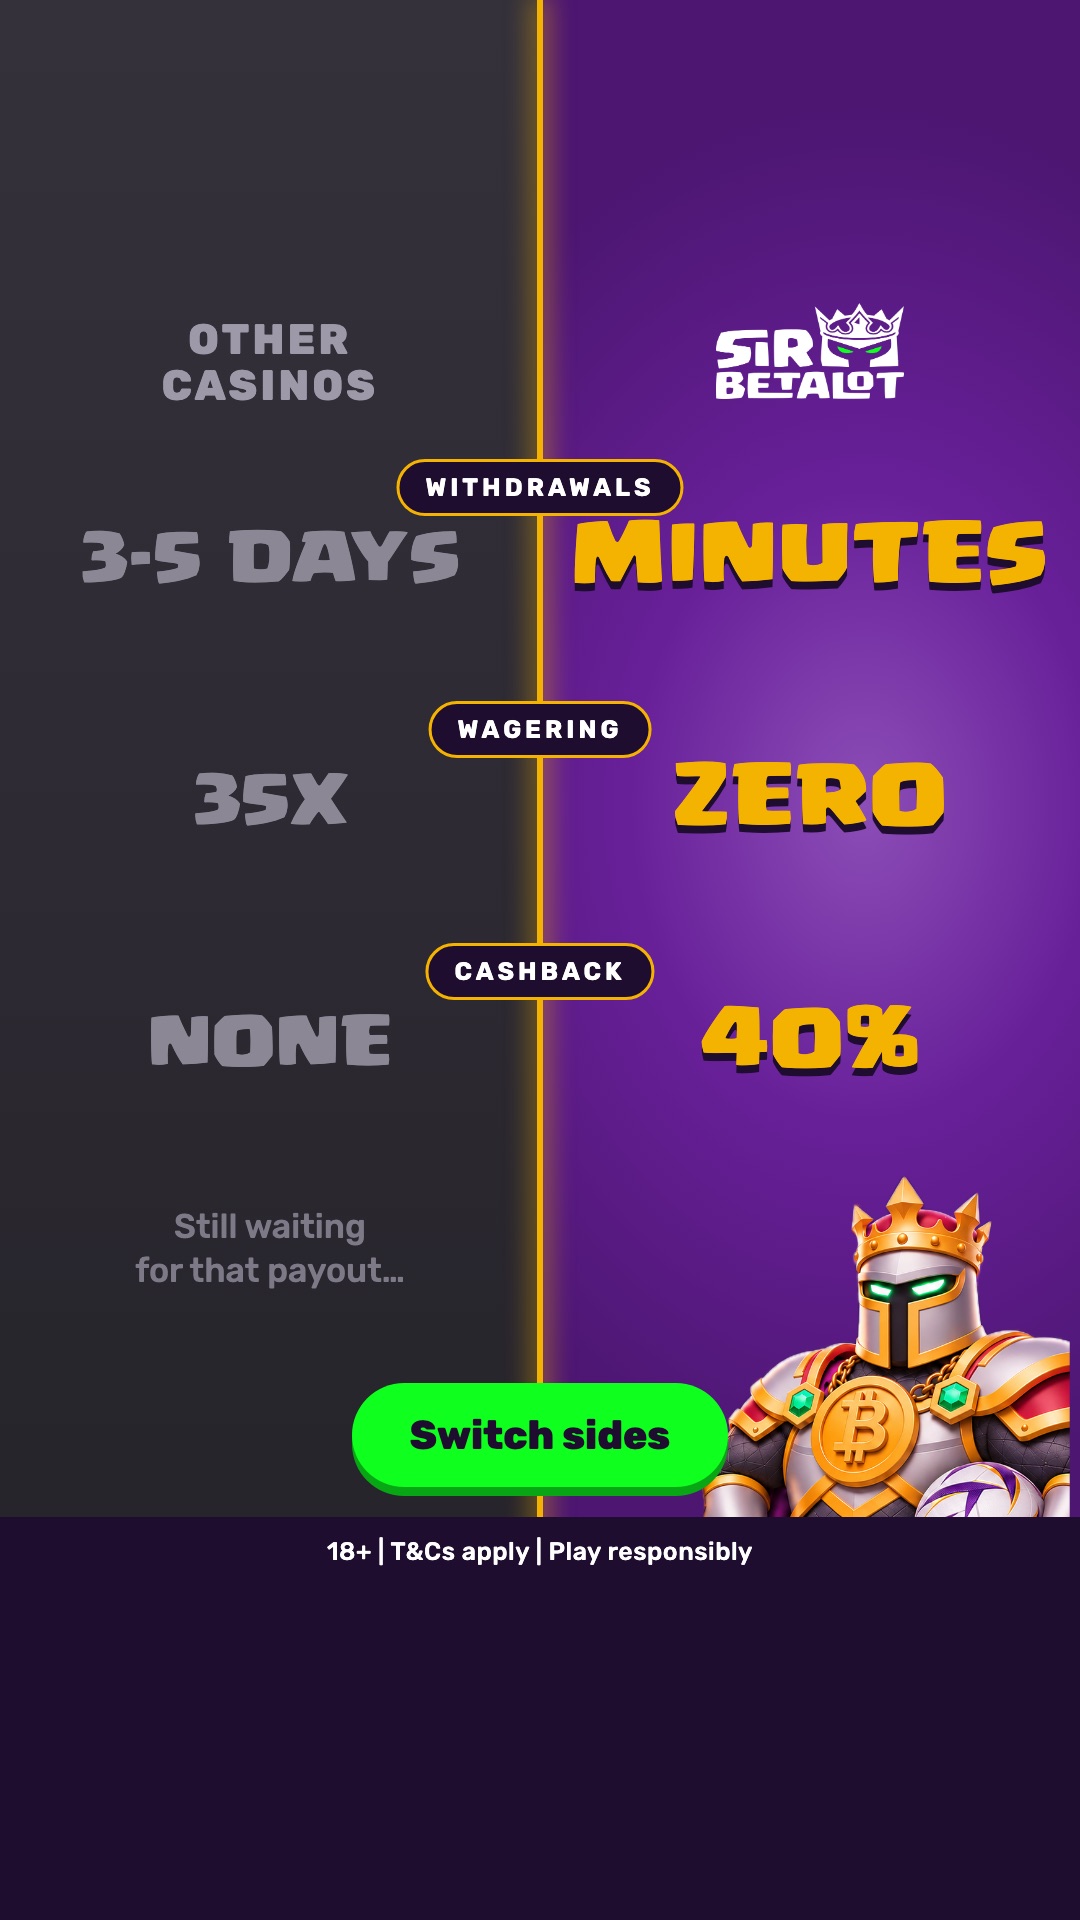 OTHER
CASINOS
SiR
BETALOT
WITHDRAWALS
3-5 DAYS
MINUTES
WAGERING
35X
ZERO
CASHBACK
NONE
40%
Still waiting
for that payout...
Switch sides
18+ | T&Cs apply | Play responsibly